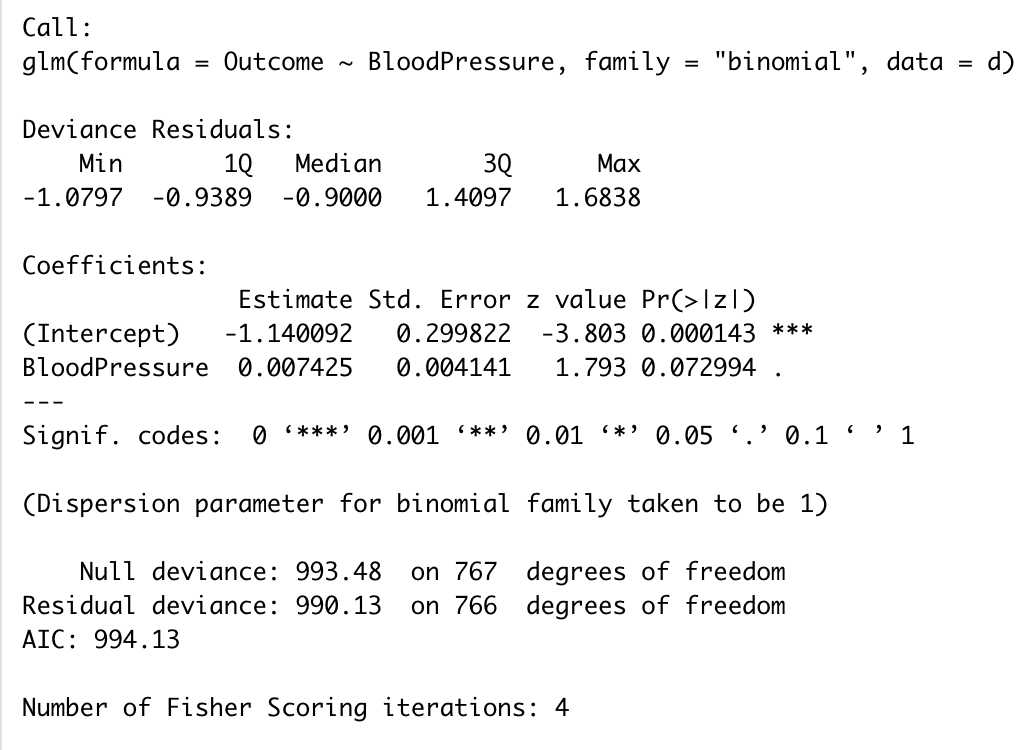 Call:
glm(formula = Outcome ~ BloodPressure, family = "binomial", data = d)
Deviance Residuals:
    Min       1Q   Median       3Q      Max
-1.0797  -0.9389  -0.9000   1.4097   1.6838
Coefficients:
               Estimate Std. Error z value Pr(>|z|)
(Intercept)   -1.140092   0.299822  -3.803 0.000143 ***
BloodPressure  0.007425   0.004141   1.793 0.072994 .
---
Signif. codes:  0 ‘***’ 0.001 ‘**’ 0.01 ‘*’ 0.05 ‘.’ 0.1 ‘ ’ 1
(Dispersion parameter for binomial family taken to be 1)
    Null deviance: 993.48  on 767  degrees of freedom
Residual deviance: 990.13  on 766  degrees of freedom
AIC: 994.13
Number of Fisher Scoring iterations: 4